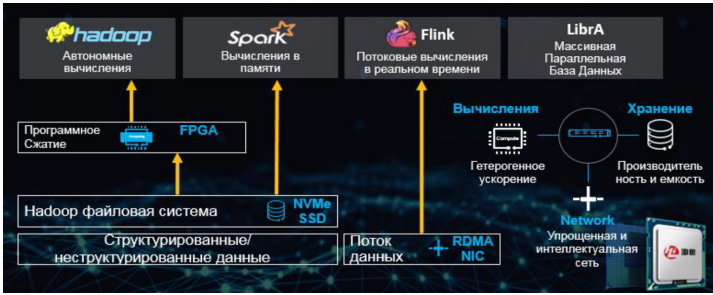 hadoop
Автономные
вычисления
Spark
Вычисления в
памяти
Flink
Потоковые вычисления
в реальном времени
LibrA
Массивная
Параллельная
База Данных
Программное
Сжатие
FPGA
Hadoop файловая система
NVMe
SSD
Структурированные/
неструктурированные данные
Поток
данных
RDMA
NIC
Вычисления
Compute
Гетерогенное
ускорение
Хранение
Производитель
ность и емкость
Network
Упрощенная и
интеллектуальная
сеть